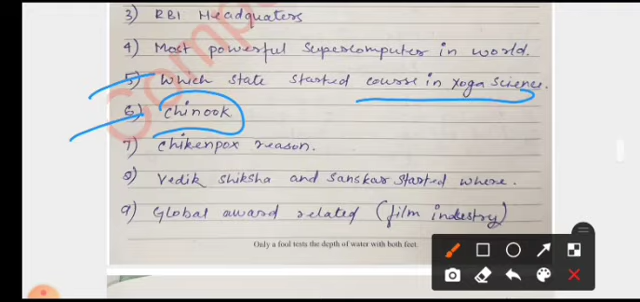 3) RBI Headquaters
4) Most powerful supercomputer in world.
5) which state started course in Yoga Science.
6) Chinook
7) Chikenpox reason.
8) Vedik Shiksha and Sanskar started where.
9) Global award related (film industry)
Only a fool tests the depth of water with both feet.